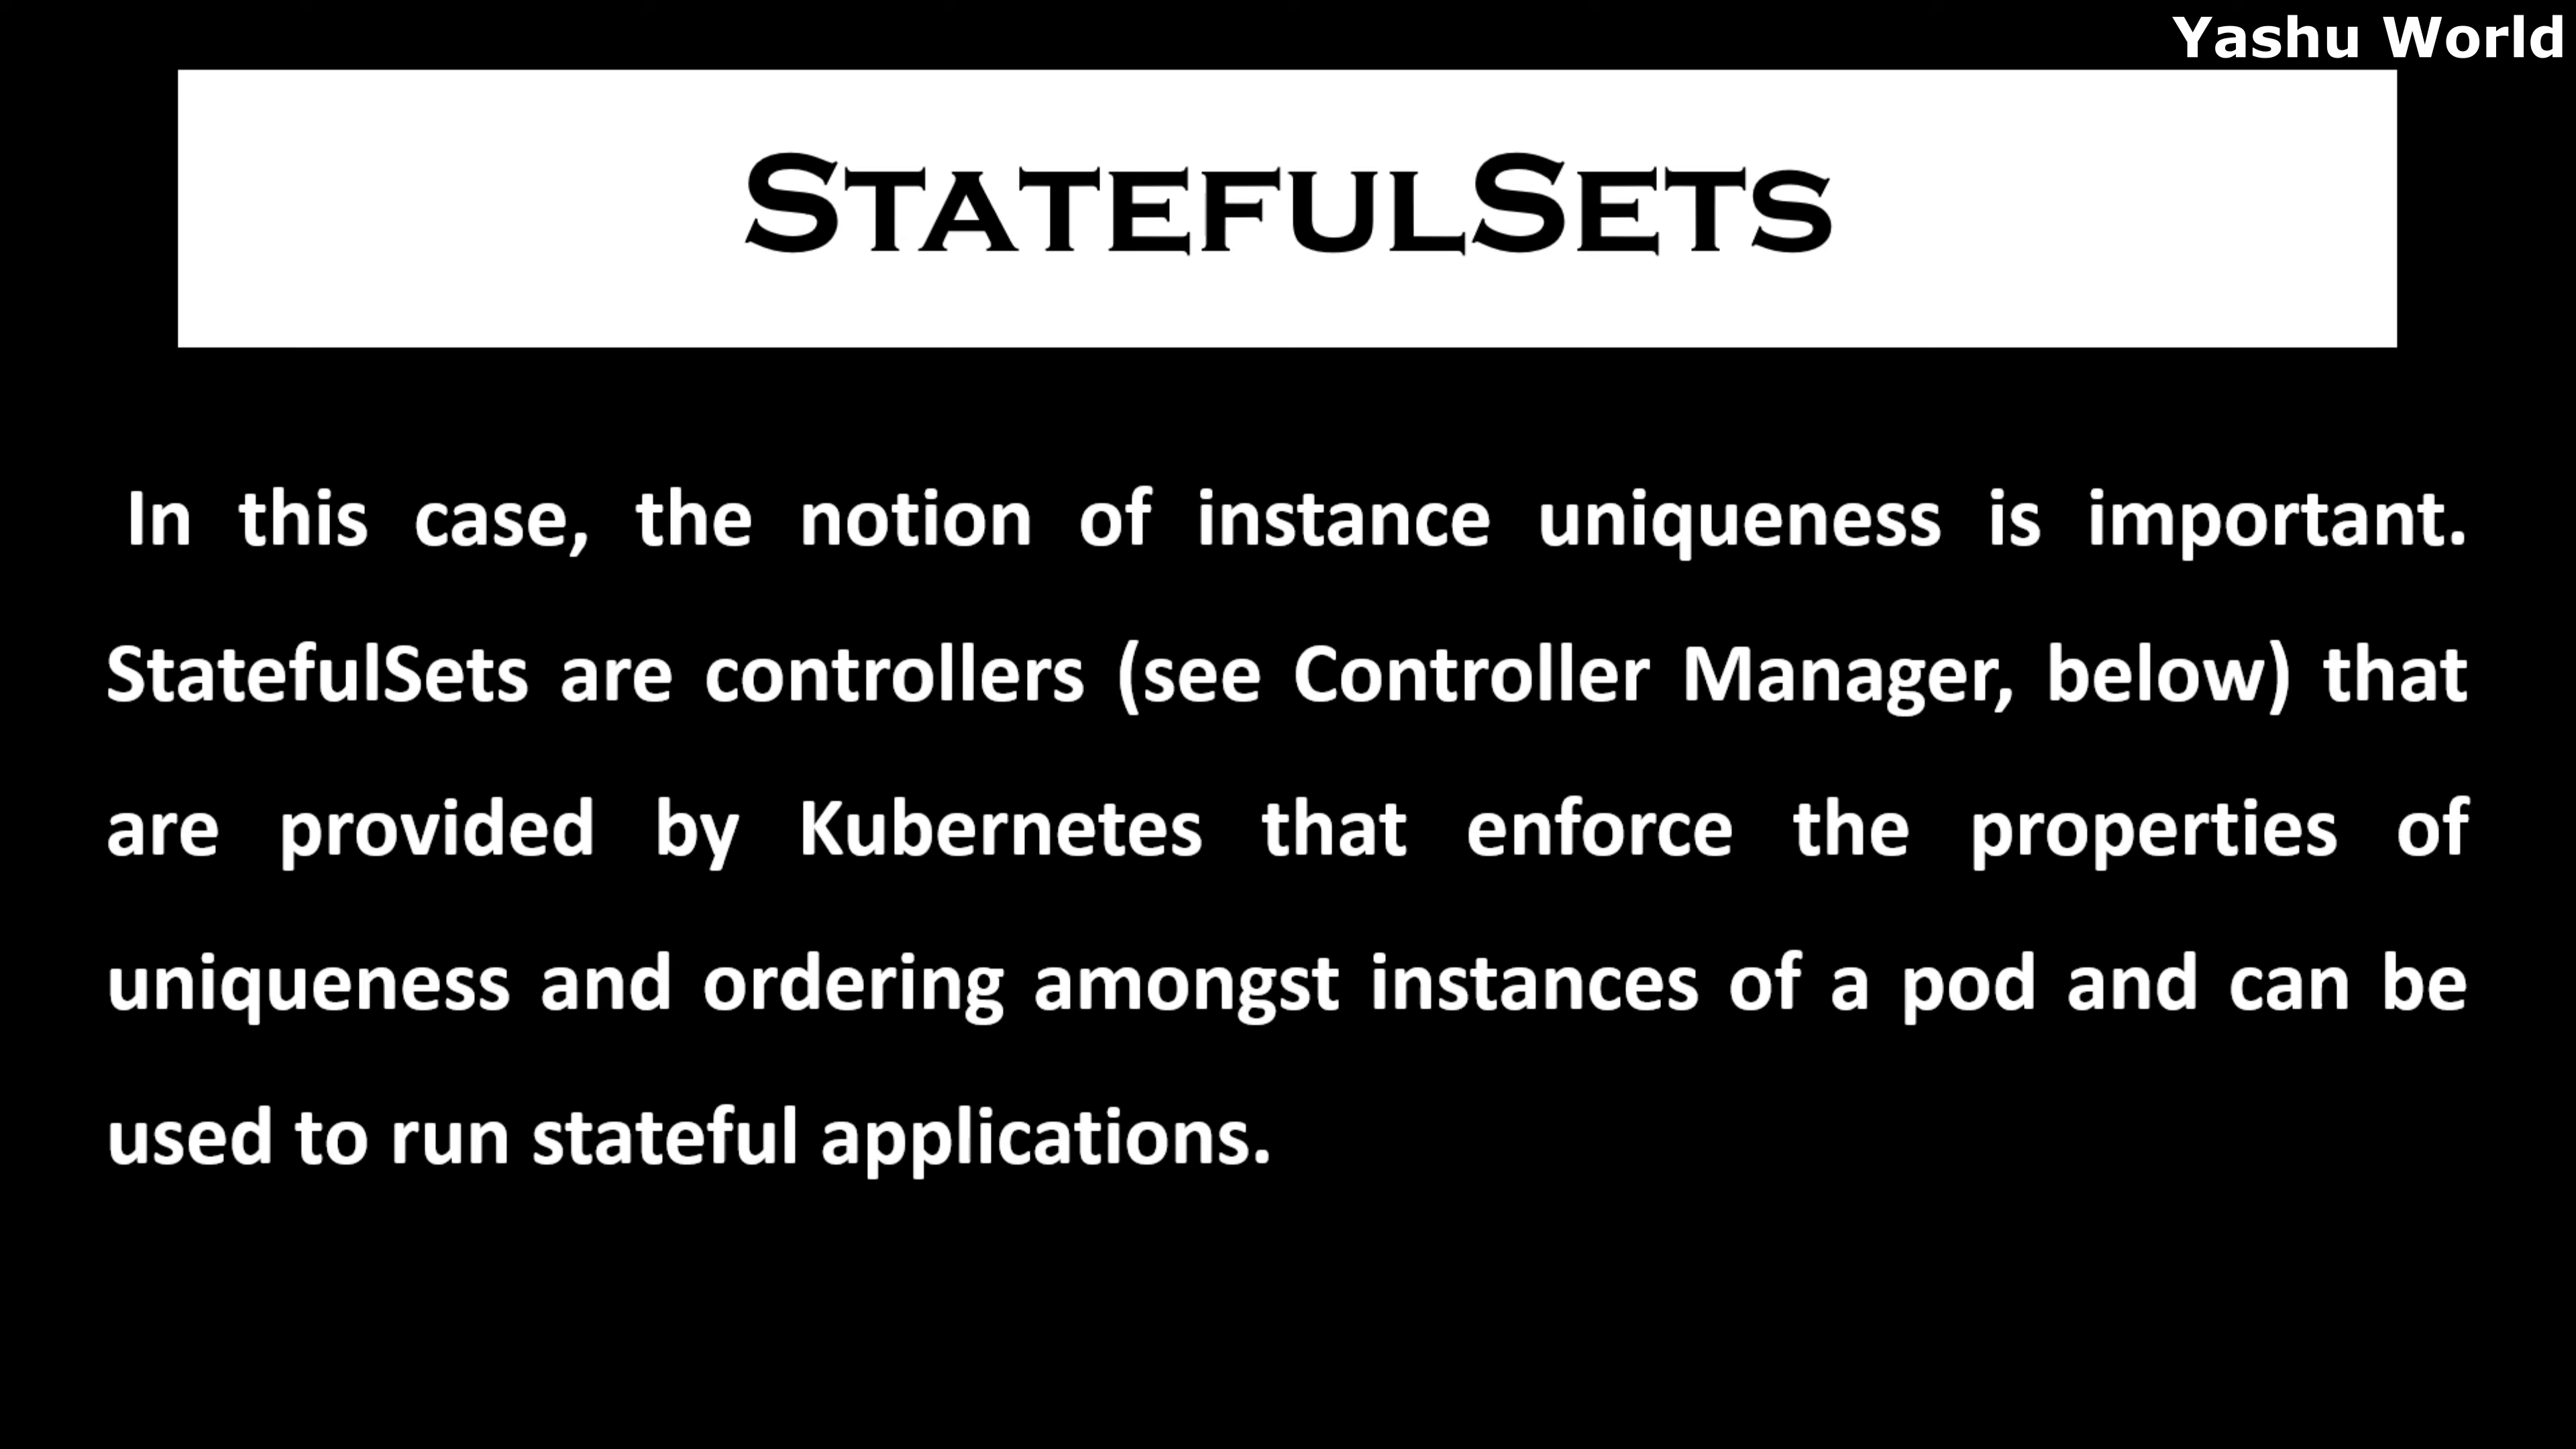 Yashu World
STATEFULSETS
In this case, the notion of instance uniqueness is important.
StatefulSets are controllers (see Controller Manager, below) that
are provided by Kubernetes that enforce the properties of
uniqueness and ordering amongst instances of a pod and can be
used to run stateful applications.